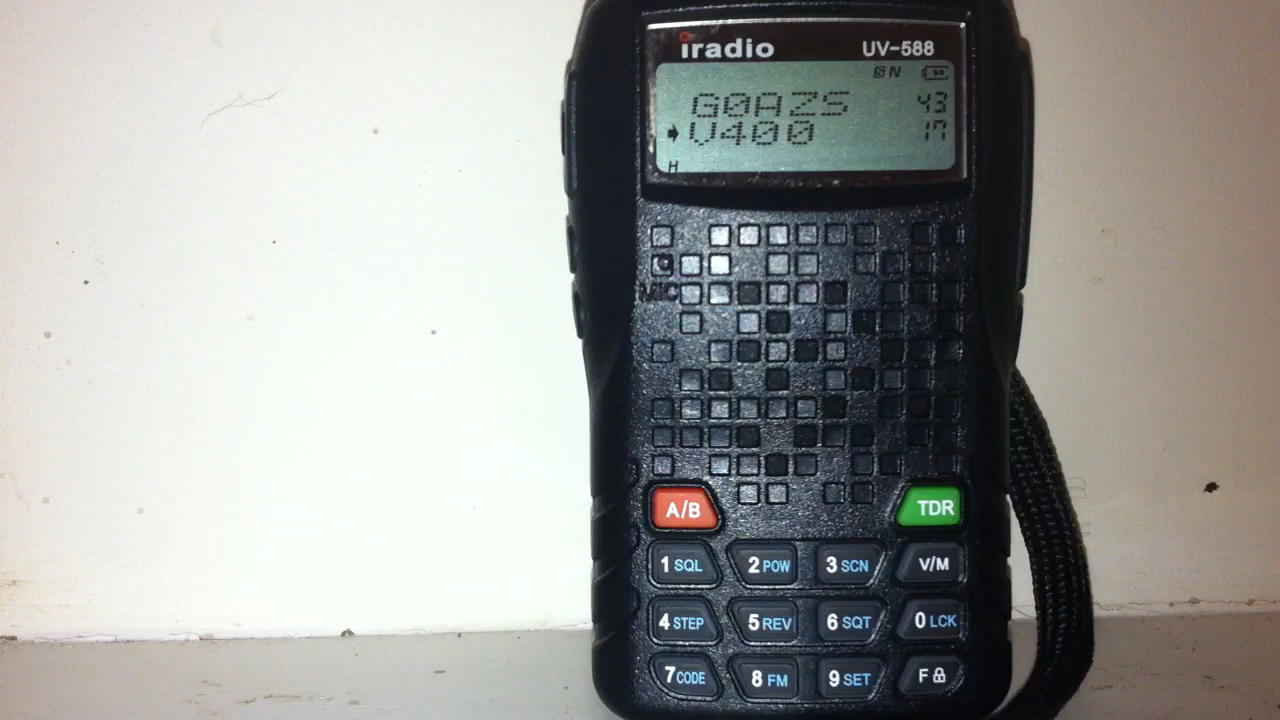 iradio UV-588
S N
G0AZS 43
V400 17
H
MIC
A/B TDR
1 SQL 2 POW 3 SCN V/M
4 STEP 5 REV 6 SQT 0 LCK
7 CODE 8 FM 9 SET F